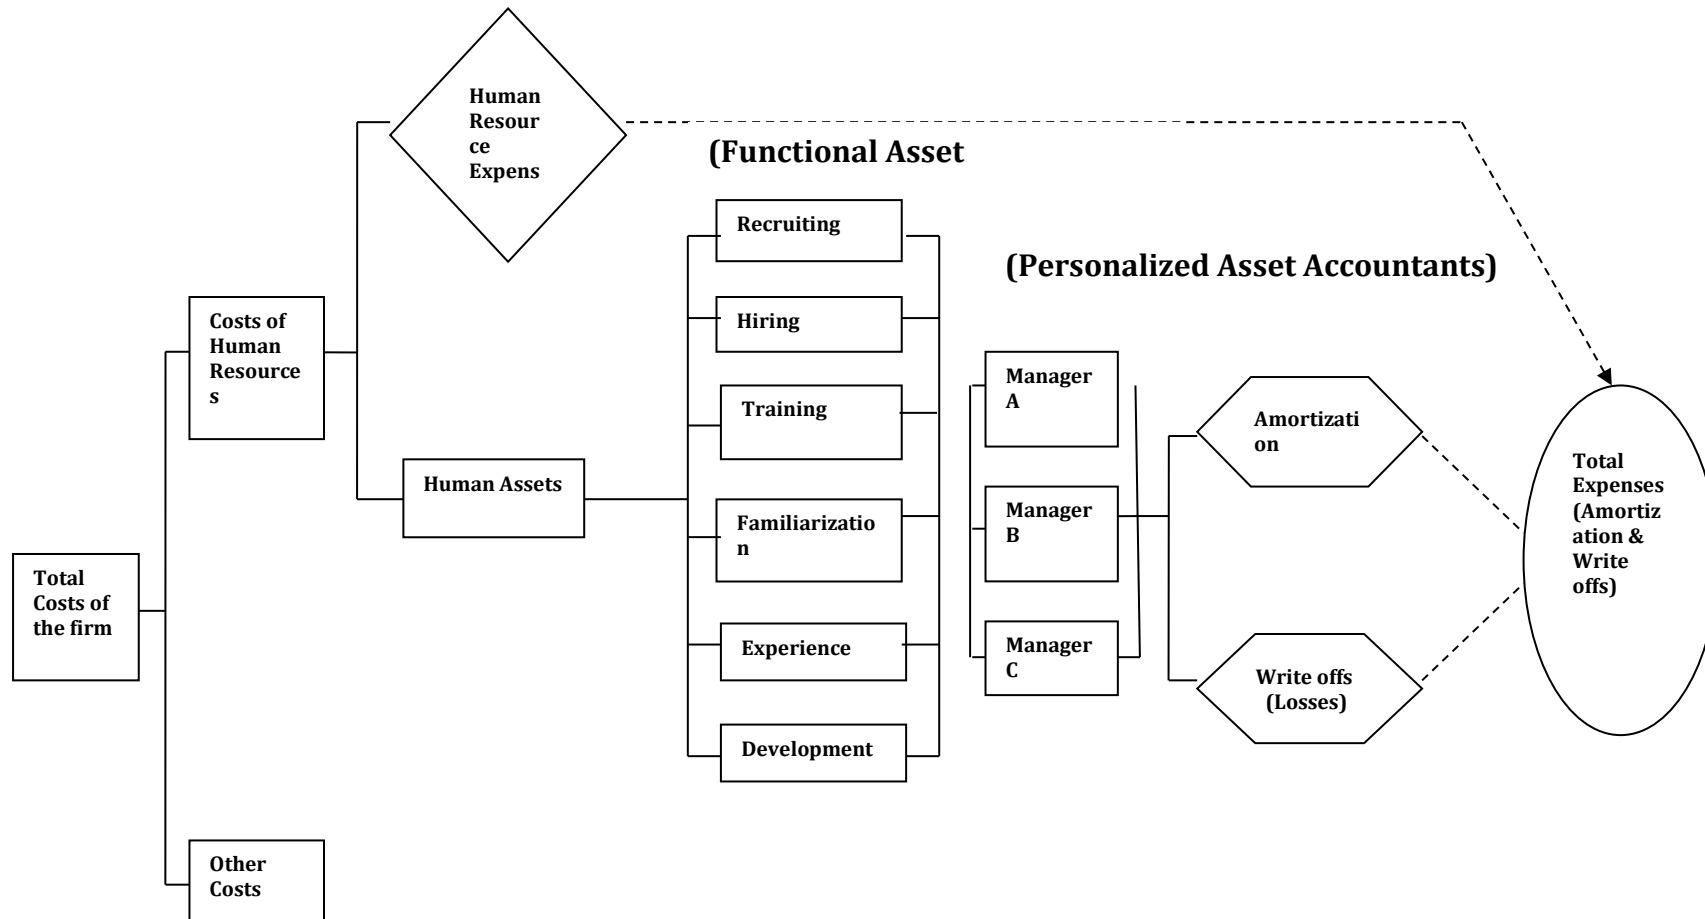 Human
Resour
ce
Expens
(Functional Asset
Recruiting
(Personalized Asset Accountants)
Costs of
Human
Resource
s
Hiring
Manager
A
Training
Amortizati
on
Total
Expenses
(Amortiz
ation &
Write
offs)
Human Assets
Manager
B
Familiarizatio
n
Total
Costs of
the firm
Manager
C
Experience
Write offs
(Losses)
Development
Other
Costs